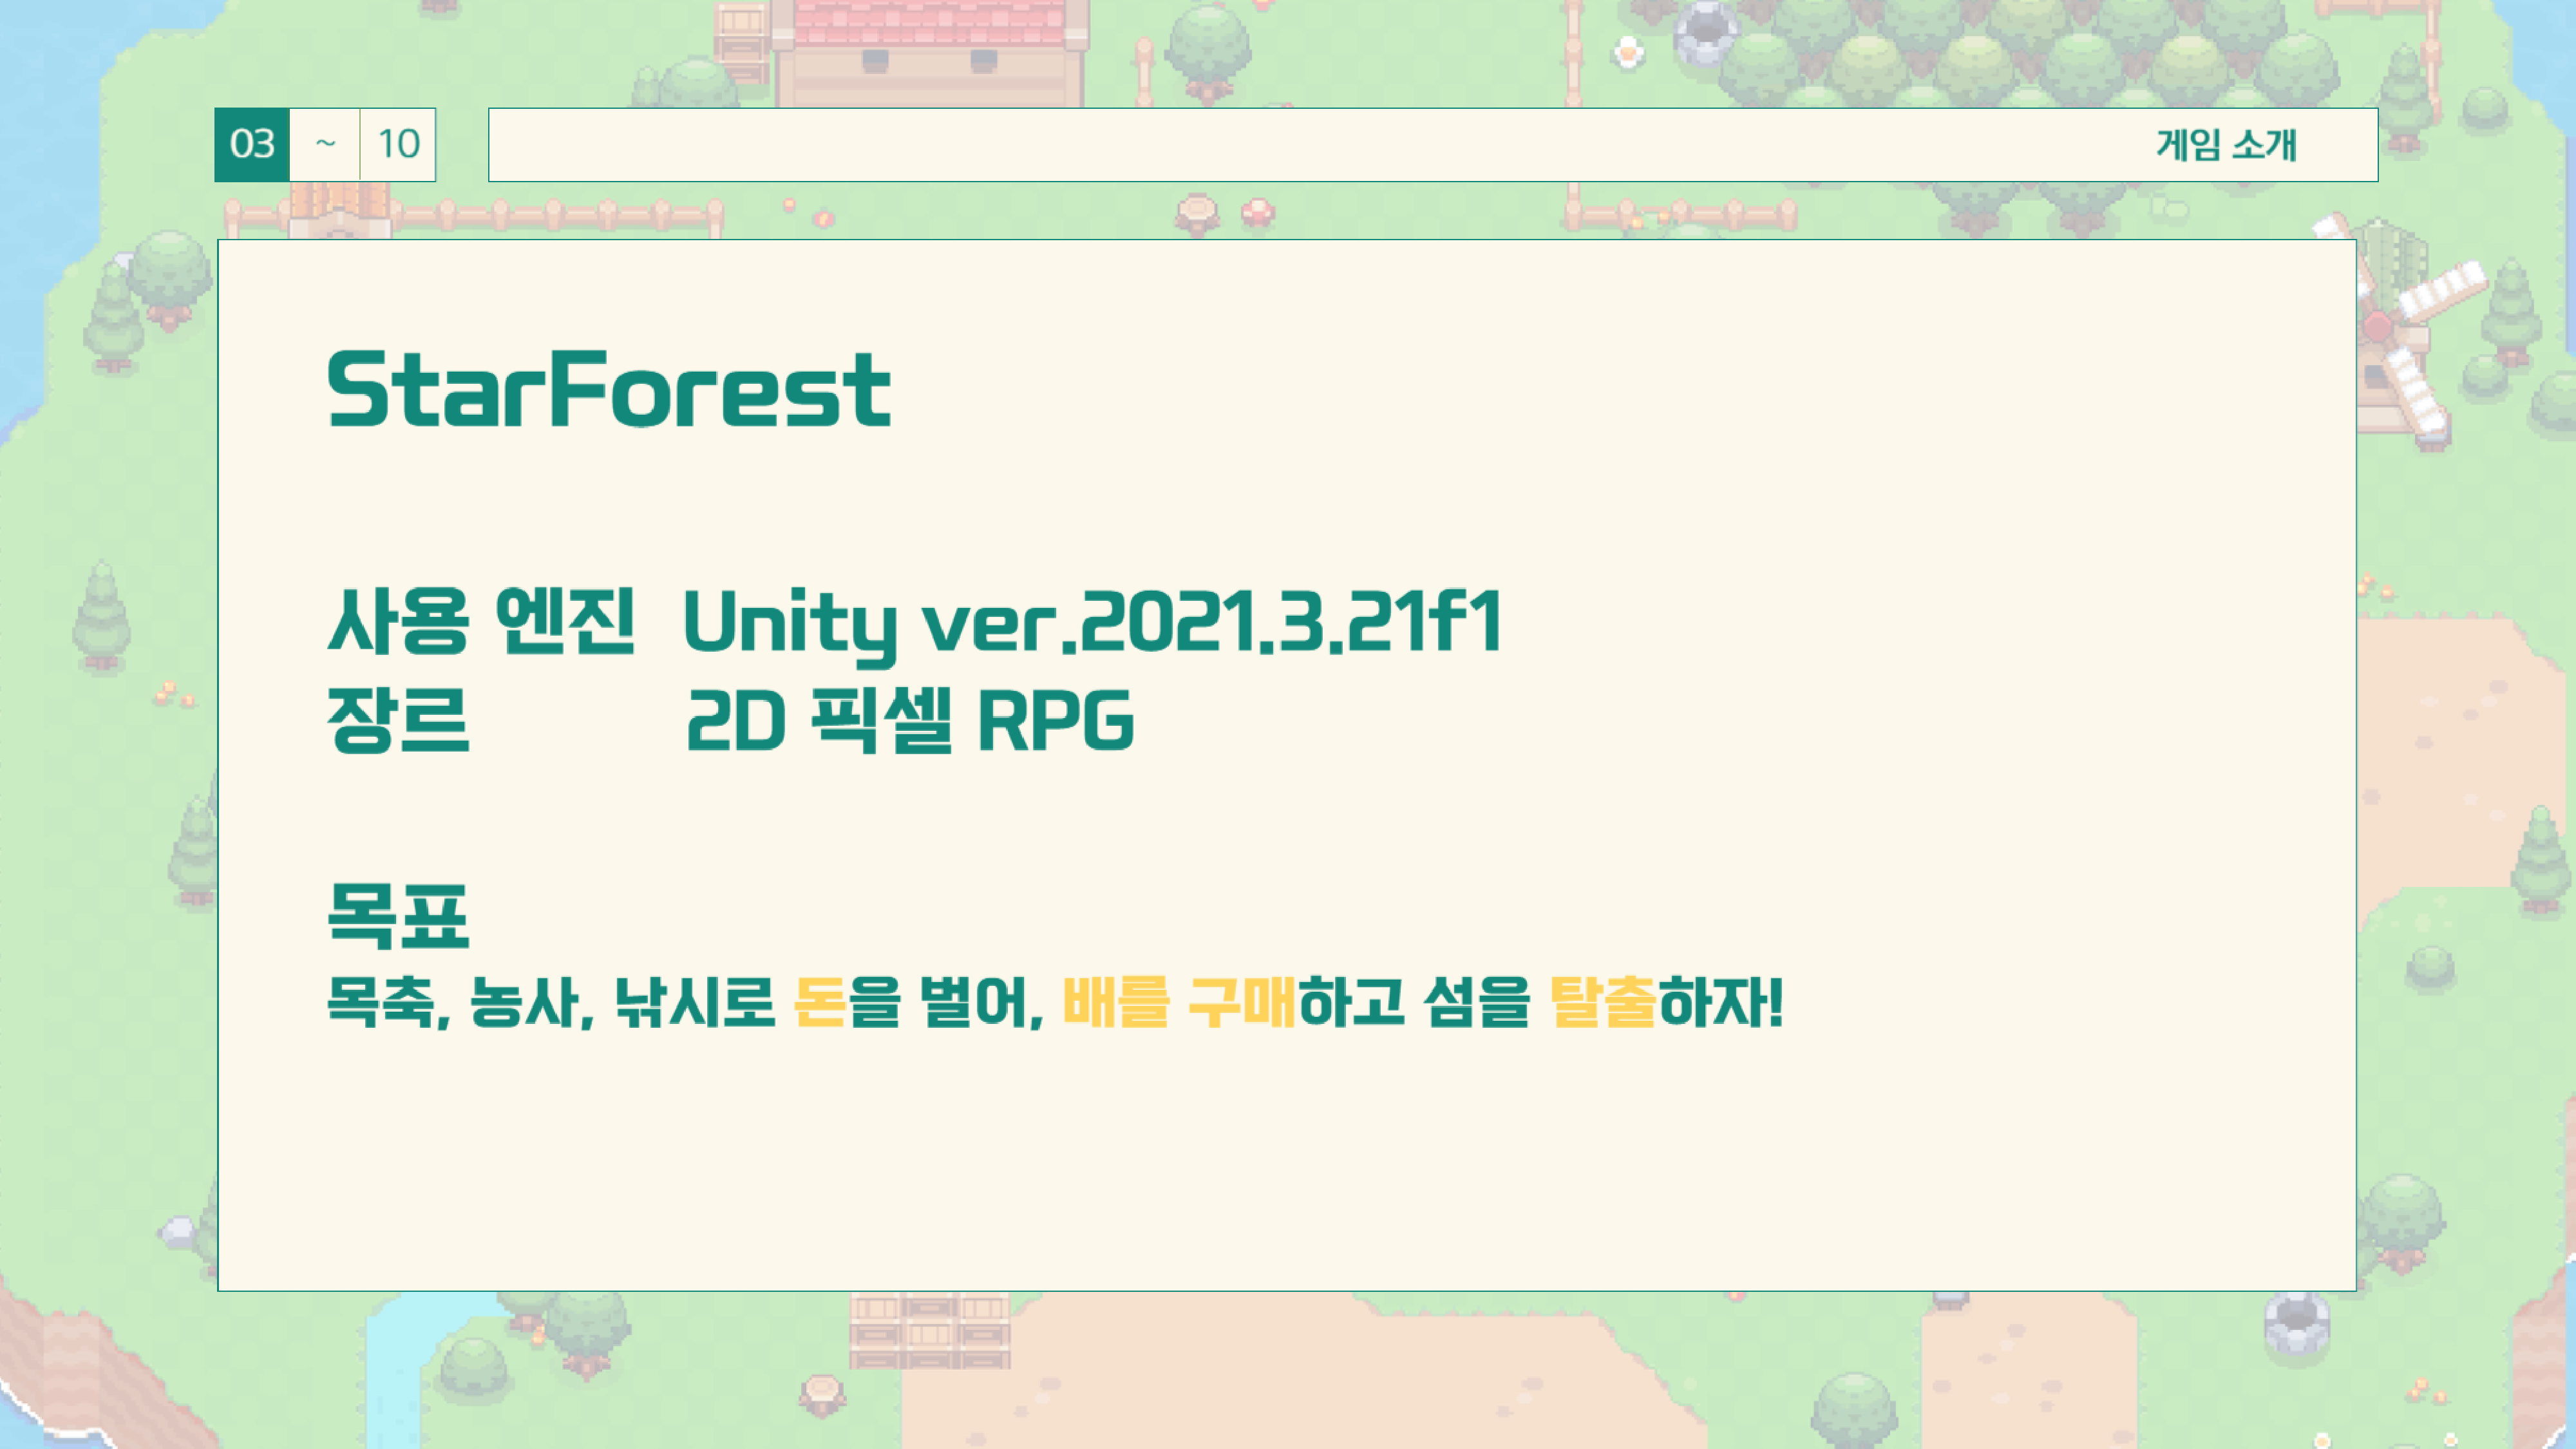 03 ~ 10
게임 소개
StarForest
사용 엔진 Unity ver.2021.3.21f1
장르 2D 픽셀 RPG
목표
목축, 농사, 낚시로 돈을 벌어, 배를 구매하고 섬을 탈출하자!